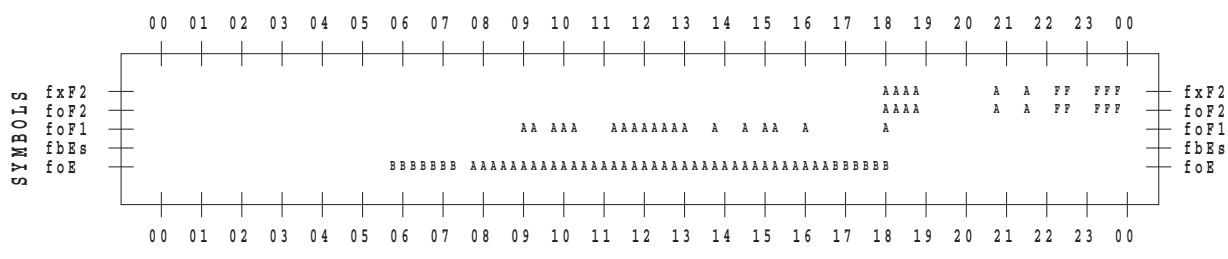 00 01 02 03 04 05 06 07 08 09 10 11 12 13 14 15 16 17 18 19 20 21 22 23 00
SYMBOLS
fxF2 AAAA A A FF FFF fxF2
foF2 AAAA A A FF FFF foF2
foF1 AA AAA AAAAAAAA A A AA A A foF1
fbEs fbEs
foE BBBBBBB AAAAAAAAAAAAAAAAAAAAAAAAAAAAAAAAAAAABBBBBB foE
00 01 02 03 04 05 06 07 08 09 10 11 12 13 14 15 16 17 18 19 20 21 22 23 00